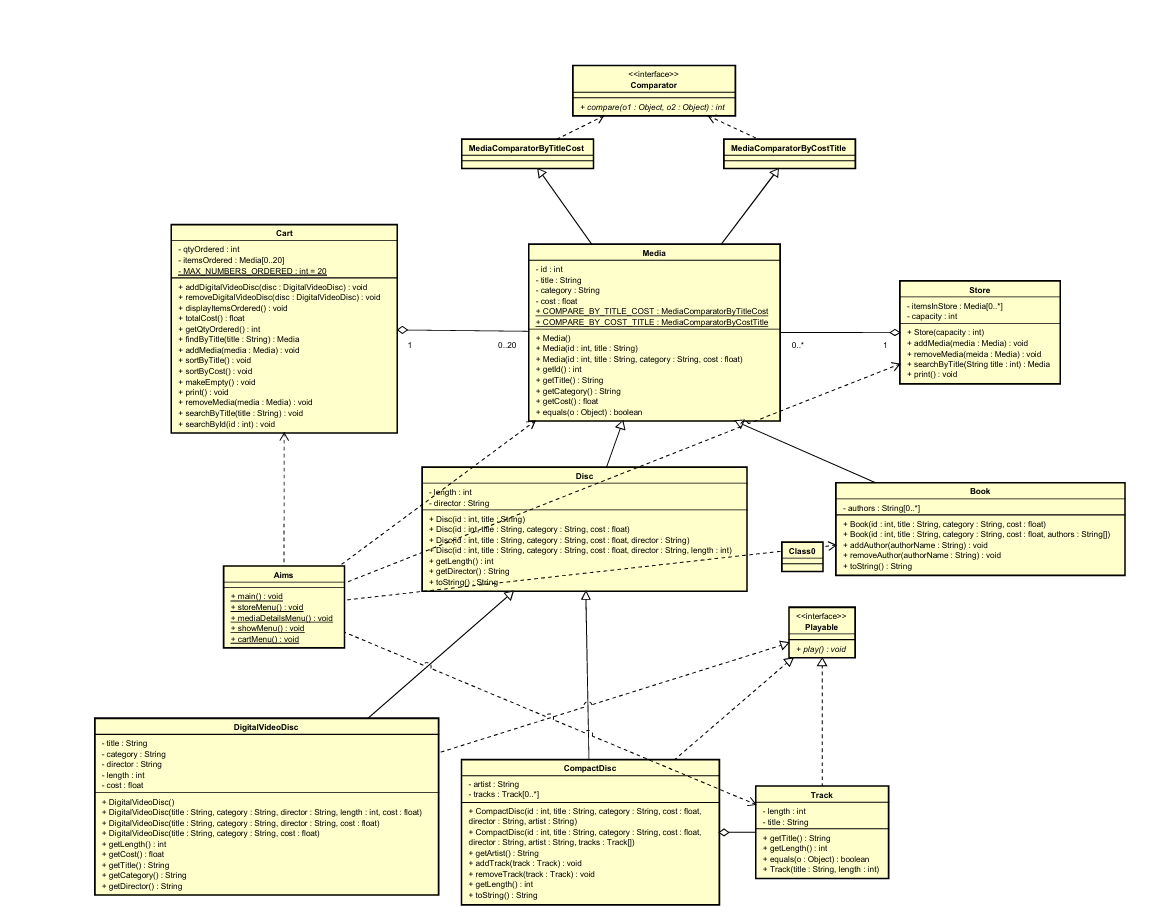 <<interface>>
Comparator
+ compare(o1 : Object, o2 : Object) : int
MediaComparatorByTitleCost
MediaComparatorByCostTitle
Cart
- qtyOrdered : int
- itemsOrdered : Media[0..20]
- MAX_NUMBERS_ORDERED : int = 20
+ addDigitalVideoDisc(disc : DigitalVideoDisc) : void
+ removeDigitalVideoDisc(disc : DigitalVideoDisc) : void
+ displayItemsOrdered() : void
+ totalCost() : float
+ getQtyOrdered() : int
+ findByTitle(title : String) : Media
+ addMedia(media : Media) : void
+ sortByTitle() : void
+ sortByCost() : void
+ makeEmpty() : void
+ print() : void
+ removeMedia(media : Media) : void
+ searchByTitle(title : String) : void
+ searchById(id : int) : void
1
0..20
Media
- id : int
- title : String
- category : String
- cost : float
+ COMPARE_BY_TITLE_COST : MediaComparatorByTitleCost
+ COMPARE_BY_COST_TITLE : MediaComparatorByCostTitle
+ Media()
+ Media(id : int, title : String)
+ Media(id : int, title : String, category : String, cost : float)
+ getId() : int
+ getTitle() : String
+ getCategory() : String
+ getCost() : float
+ equals(o : Object) : boolean
0..*
1
Store
- itemsInStore : Media[0..*]
- capacity : int
+ Store(capacity : int)
+ addMedia(media : Media) : void
+ removeMedia(meida : Media) : void
+ searchByTitle(String title : int) : Media
+ print() : void
Disc
- length : int
- director : String
+ Disc(id : int, title : String)
+ Disc(id : int, title : String, category : String, cost : float)
+ Disc(id : int, title : String, category : String, cost : float, director : String)
+ Disc(id : int, title : String, category : String, cost : float, director : String, length : int)
+ getLength() : int
+ getDirector() : String
+ toString() : String
Book
- authors : String[0..*]
+ Book(id : int, title : String, category : String, cost : float)
+ Book(id : int, title : String, category : String, cost : float, authors : String[])
+ addAuthor(authorName : String) : void
+ removeAuthor(authorName : String) : void
+ toString() : String
Class0
Aims
+ main() : void
+ storeMenu() : void
+ mediaDetailsMenu() : void
+ showMenu() : void
+ cartMenu() : void
<<interface>>
Playable
+ play() : void
DigitalVideoDisc
- title : String
- category : String
- director : String
- length : int
- cost : float
+ DigitalVideoDisc()
+ DigitalVideoDisc(title : String, category : String, director : String, length : int, cost : float)
+ DigitalVideoDisc(title : String, category : String, director : String, cost : float)
+ DigitalVideoDisc(title : String, category : String, cost : float)
+ getLength() : int
+ getCost() : float
+ getTitle() : String
+ getCategory() : String
+ getDirector() : String
CompactDisc
- artist : String
- tracks : Track[0..*]
+ CompactDisc(id : int, title : String, category : String, cost : float,
director : String, artist : String)
+ CompactDisc(id : int, title : String, category : String, cost : float,
director : String, artist : String, tracks : Track[])
+ getArtist() : String
+ addTrack(track : Track) : void
+ removeTrack(track : Track) : void
+ getLength() : int
+ toString() : String
Track
- length : int
- title : String
+ getTitle() : String
+ getLength() : int
+ equals(o : Object) : boolean
+ Track(title : String, length : int)